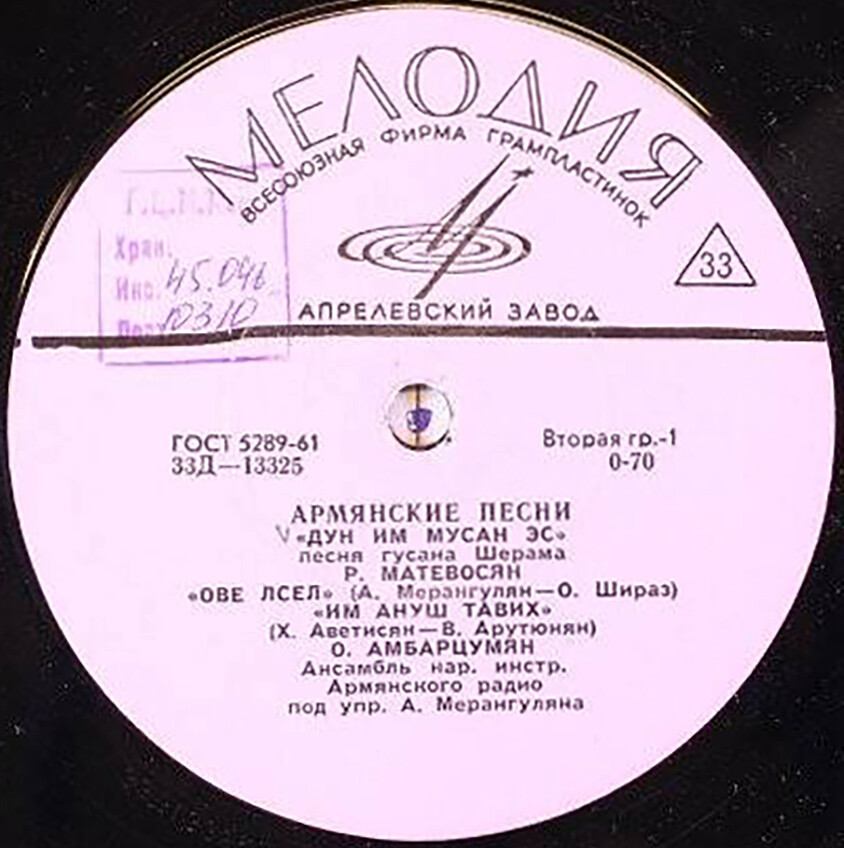 МЕЛОДИЯ
ВСЕСОЮЗНАЯ ФИРМА ГРАМПЛАСТИНОК
33
АПРЕЛЕВСКИЙ ЗАВОД
Хран.
Инв. 45.046
10310
ГОСТ 5289-61
Вторая гр.-1
33Д—13325
0-70
АРМЯНСКИЕ ПЕСНИ
«ДУН ИМ МУСАН ЭС»
песня гусана Шерама
Р. МАТЕВОСЯН
«ОВЕ ЛСЕЛ» (А. Мерангулян—О. Шираз)
«ИМ АНУШ ТАВИХ»
(Х. Аветисян—В. Арутюнян)
О. АМБАРЦУМЯН
Ансамбль нар. инстр.
Армянского радио
под упр. А. Мерангуляна